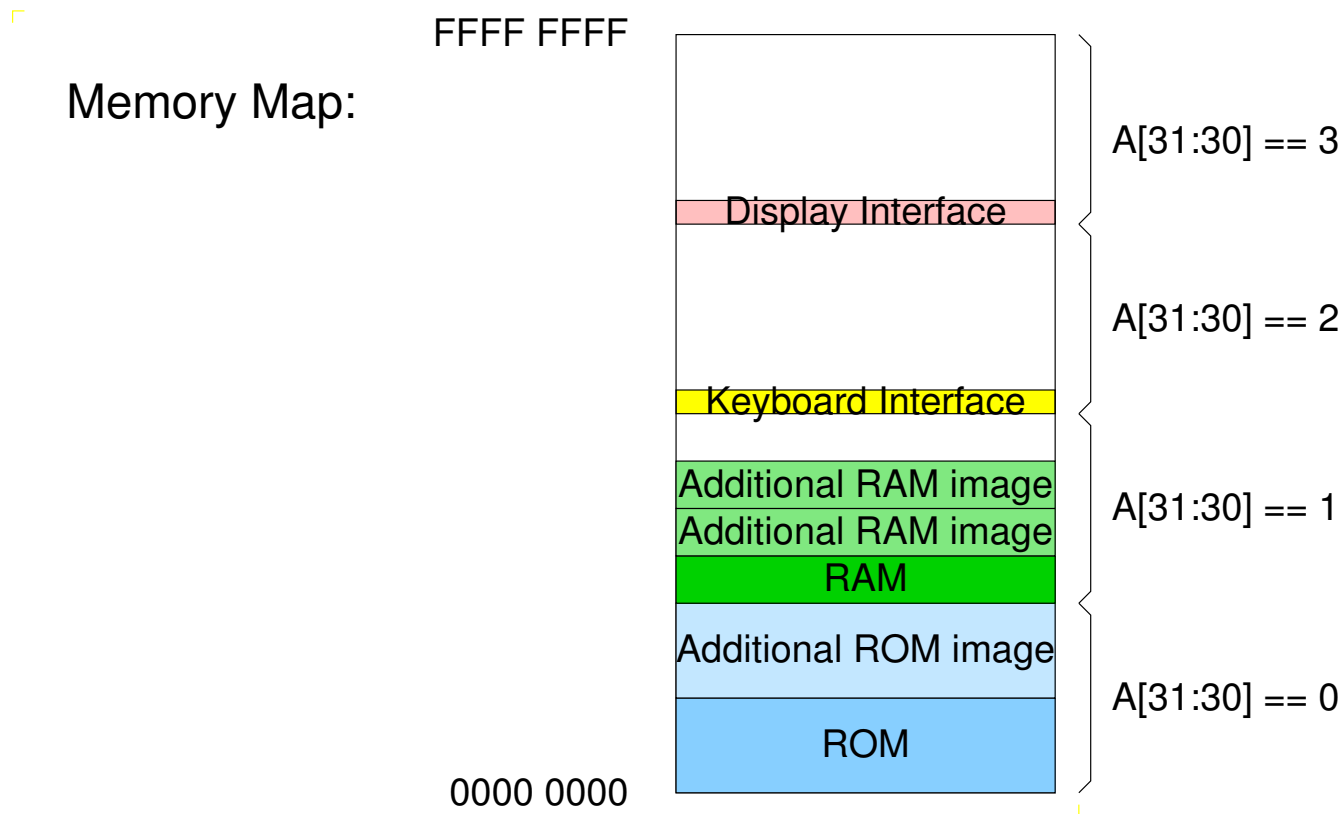 FFFF FFFF
Memory Map:
A[31:30] == 3
Display Interface
A[31:30] == 2
Keyboard Interface
Additional RAM image
A[31:30] == 1
Additional RAM image
RAM
Additional ROM image
A[31:30] == 0
ROM
0000 0000